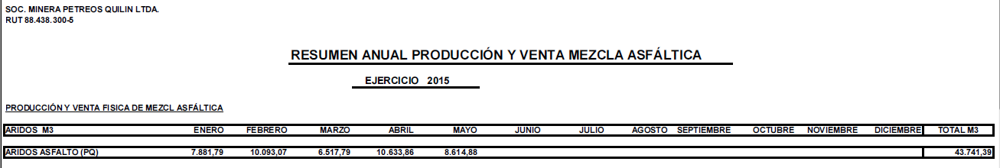 SOC. MINERA PETREOS QUILIN LTDA.
RUT 88.438.300-5
RESUMEN ANUAL PRODUCCIÓN Y VENTA MEZCLA ASFÁLTICA
EJERCICIO 2015
PRODUCCIÓN Y VENTA FISICA DE MEZCL ASFÁLTICA
ARIDOS M3 ENERO FEBRERO MARZO ABRIL MAYO JUNIO JULIO AGOSTO SEPTIEMBRE OCTUBRE NOVIEMBRE DICIEMBRE TOTAL M3
ARIDOS ASFALTO (PQ) 7.881,79 10.093,07 6.517,79 10.633,86 8.614,88 43.741,39